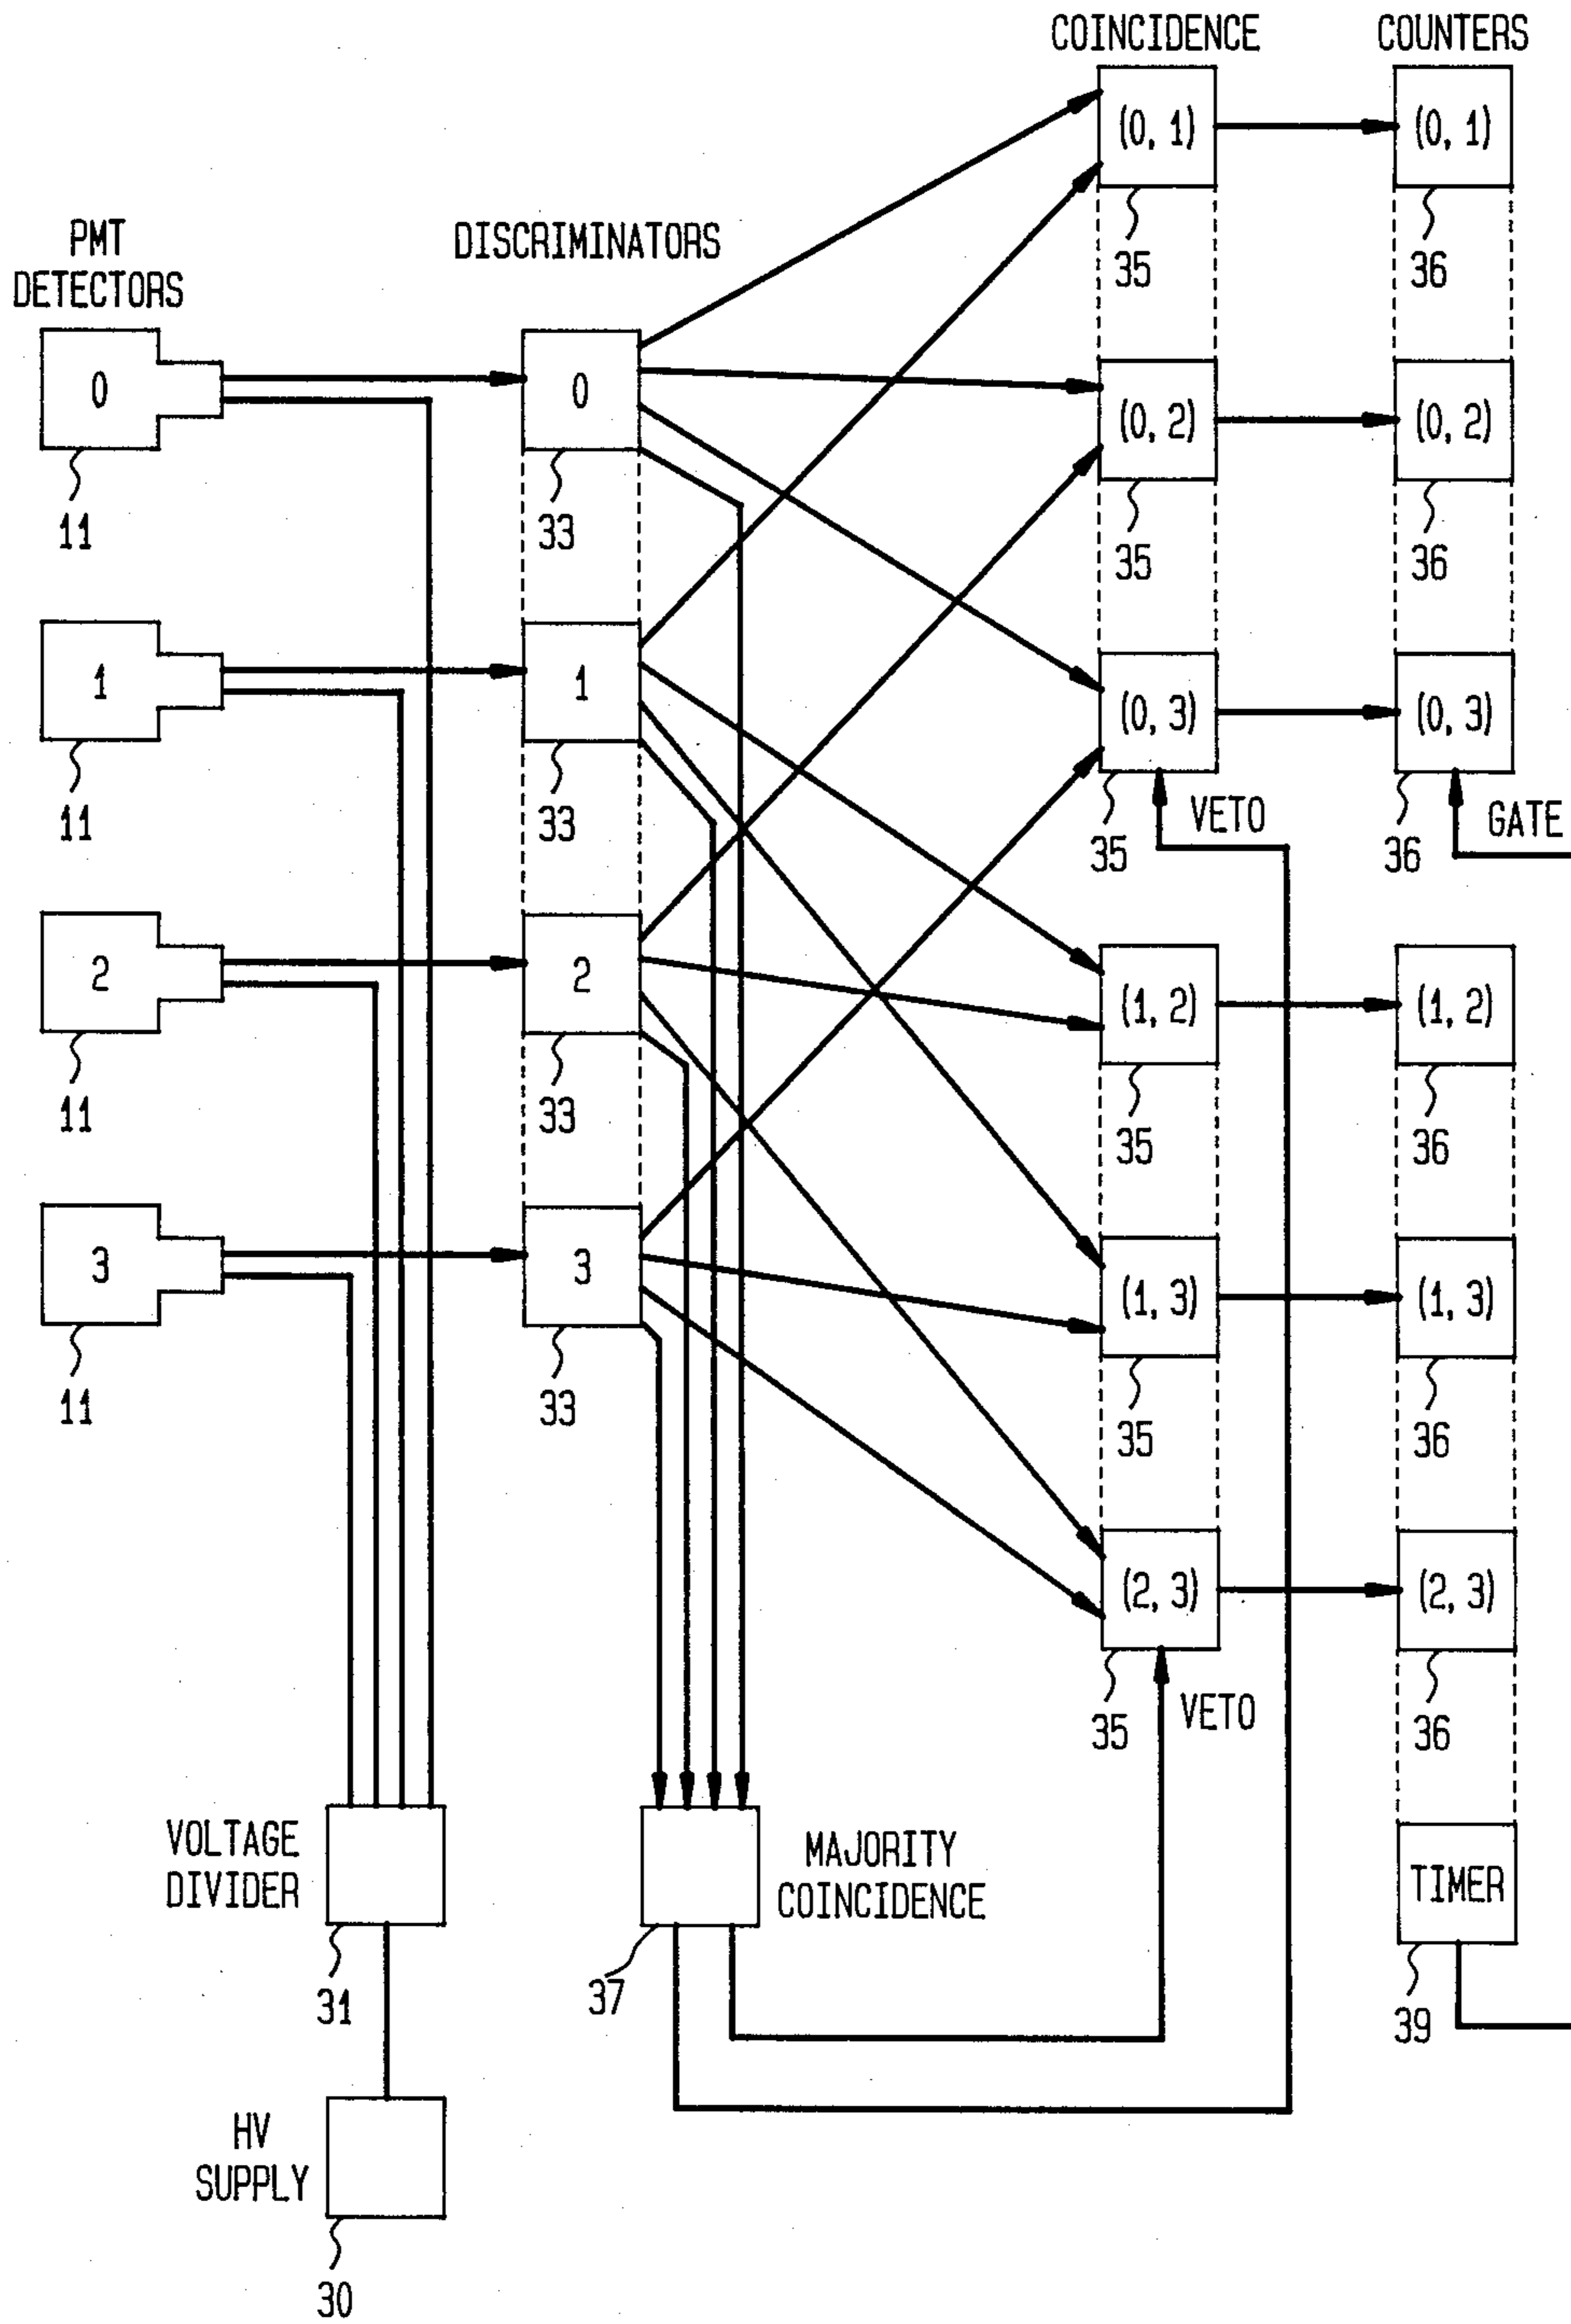 COINCIDENCE
COUNTERS
(0, 1)
(0, 1)
35
36
PMT
DETECTORS
DISCRIMINATORS
0
0
(0, 2)
(0, 2)
11
33
35
36
1
1
(0, 3)
(0, 3)
11
33
35
VETO
36
GATE
2
2
(1, 2)
(1, 2)
11
33
35
36
3
3
(1, 3)
(1, 3)
11
33
35
36
(2, 3)
(2, 3)
35
VETO
36
VOLTAGE
DIVIDER
MAJORITY
COINCIDENCE
TIMER
31
37
39
HV
SUPPLY
30